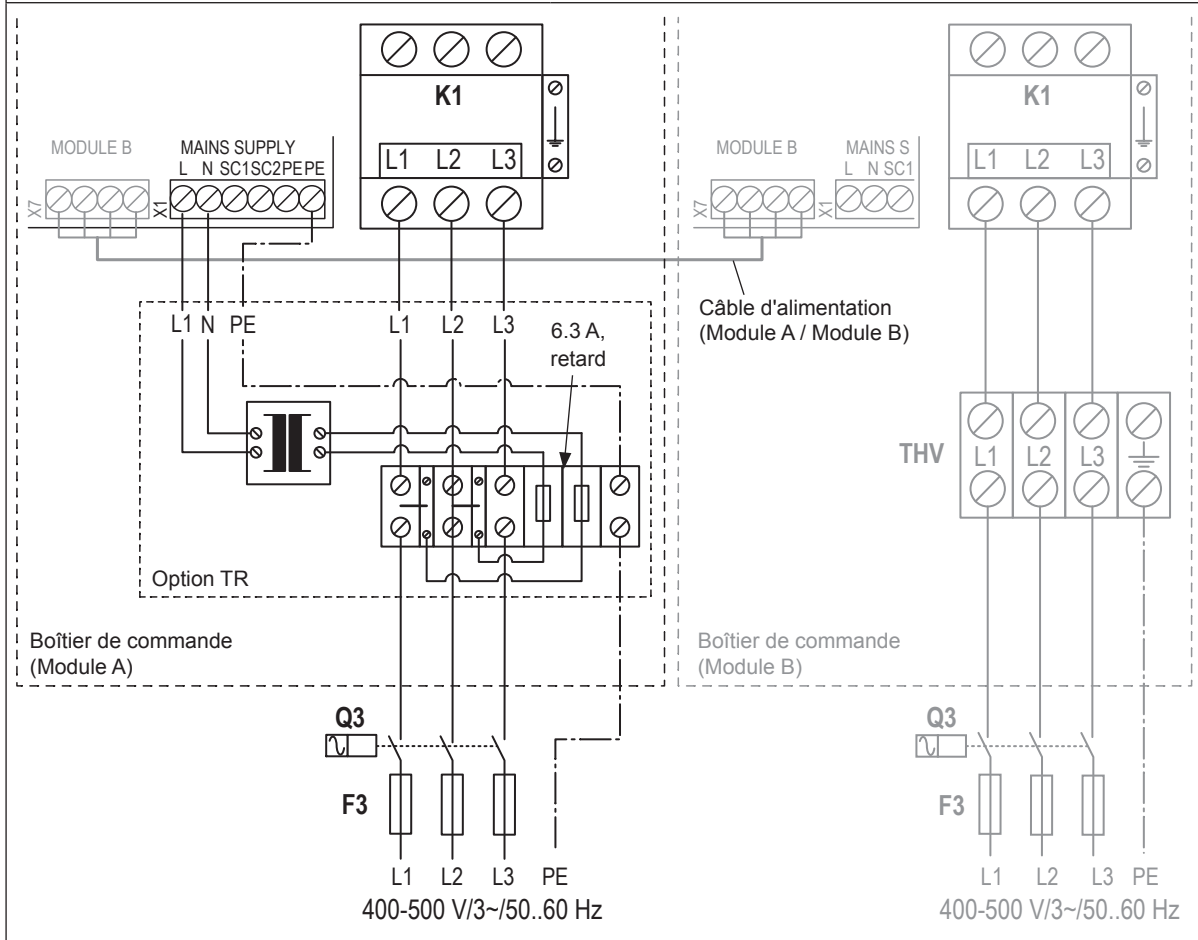 K1
L1 L2 L3
MODULE B
X7
MAINS SUPPLY
L N SC1SC2PEPE
X1
L1 N PE
L1 L2 L3
6.3 A,
retard
Option TR
Boîtier de commande
(Module A)
Q3
F3
L1 L2 L3 PE
400-500 V/3~/50..60 Hz
Câble d'alimentation
(Module A / Module B)
K1
L1 L2 L3
MODULE B
X7
MAINS S
L N SC1
X1
THV
L1 L2 L3
Boîtier de commande
(Module B)
Q3
F3
L1 L2 L3 PE
400-500 V/3~/50..60 Hz